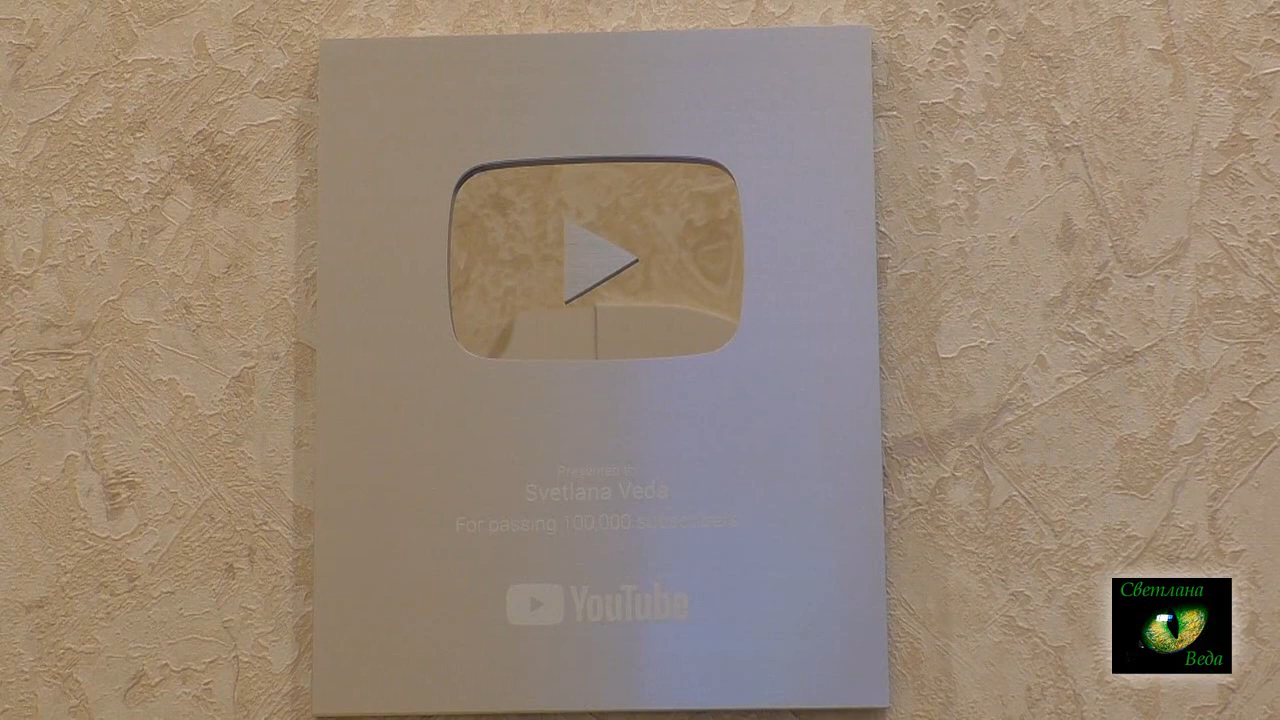 Presented to
Svetlana Veda
For passing 100,000 subscribers
YouTube
Светлана
Веда